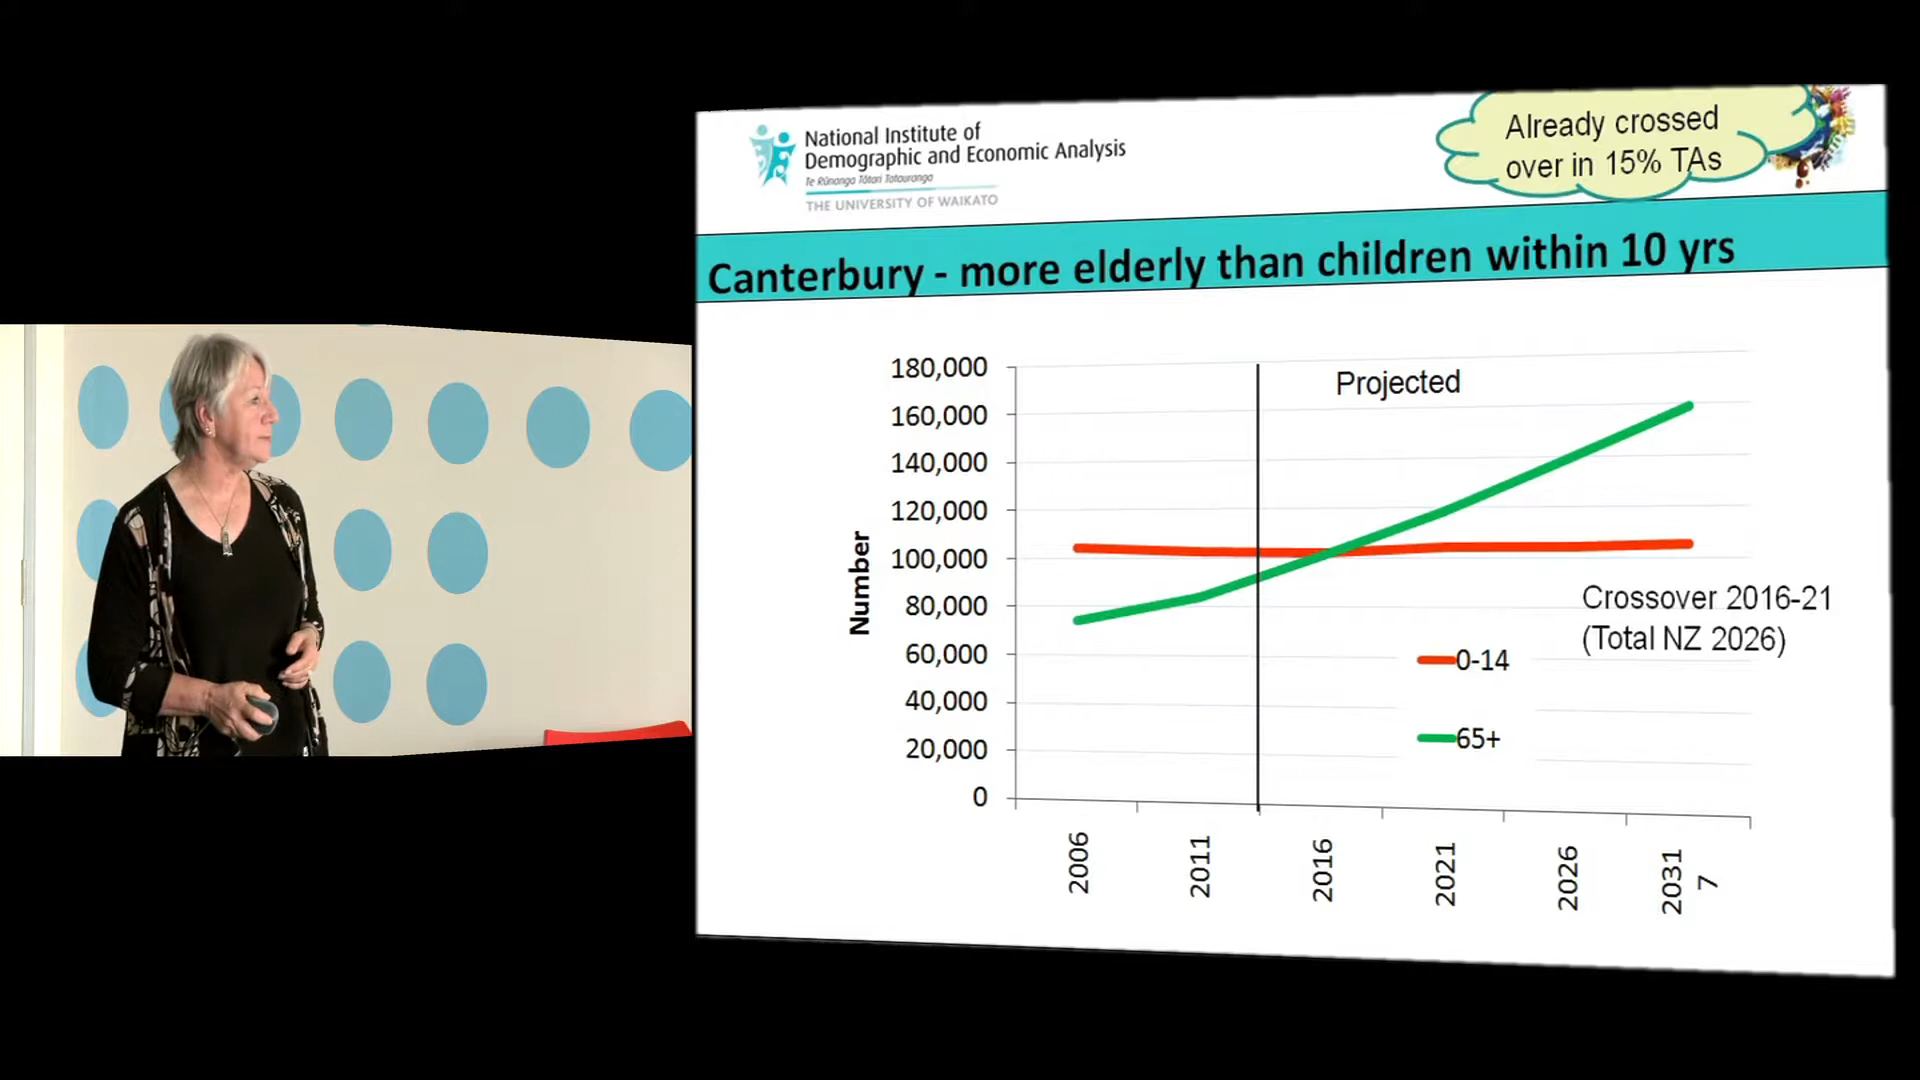 National Institute of
Demographic and Economic Analysis
Te Rūnanga Tātari Tatauranga
THE UNIVERSITY OF WAIKATO
Already crossed
over in 15% TAs
Canterbury - more elderly than children within 10 yrs
180,000
160,000
140,000
120,000
100,000
80,000
60,000
40,000
20,000
0
Number
Projected
Crossover 2016-21
(Total NZ 2026)
0-14
65+
2006
2011
2016
2021
2026
2031
7